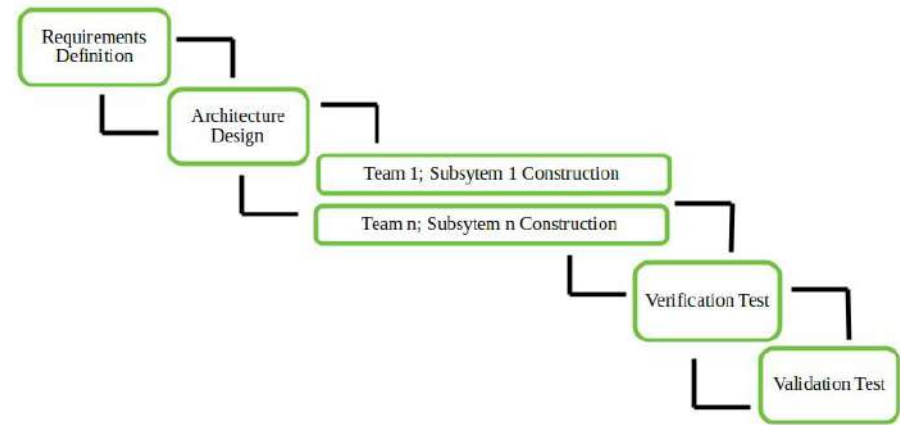 Requirements
Definition
Architecture
Design
Team 1; Subsytem 1 Construction
Team n; Subsytem n Construction
Verification Test
Validation Test